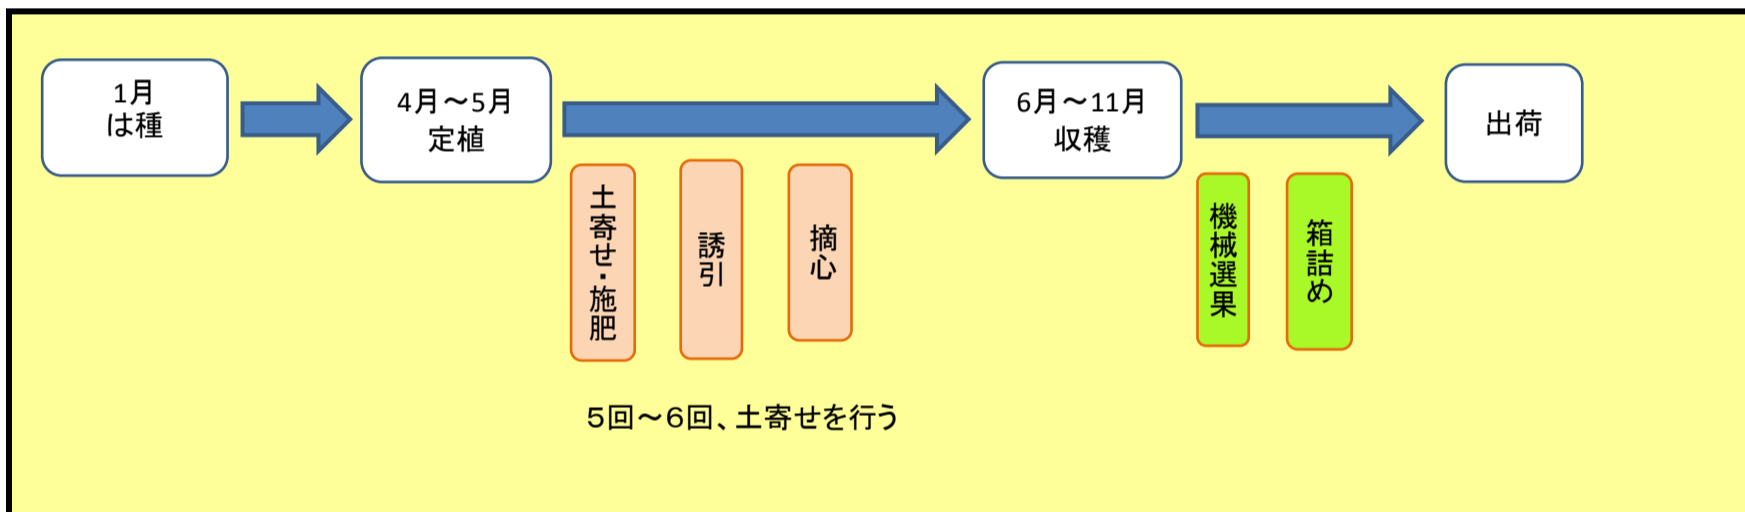 1月
は種
4月～5月
定植
6月～11月
収穫
出荷
土寄せ・施肥
誘引
摘心
機械選果
箱詰め
５回～６回、土寄せを行う